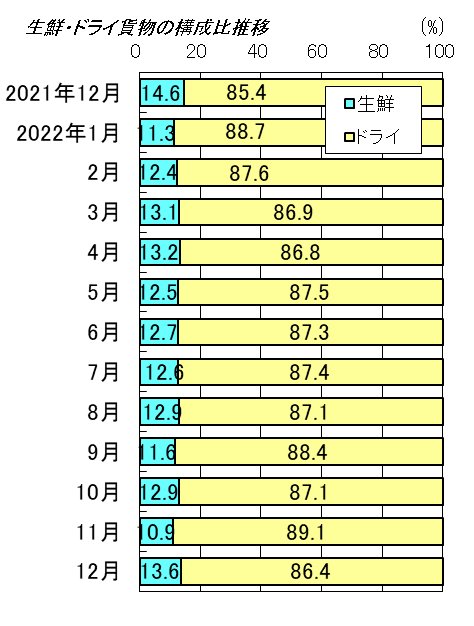 生鮮・ドライ貨物の構成比推移 (%)
0 20 40 60 80 100
2021年12月 14.6 85.4
生鮮
2022年1月 11.3 88.7
ドライ
2月 12.4 87.6
3月 13.1 86.9
4月 13.2 86.8
5月 12.5 87.5
6月 12.7 87.3
7月 12.6 87.4
8月 12.9 87.1
9月 11.6 88.4
10月 12.9 87.1
11月 10.9 89.1
12月 13.6 86.4